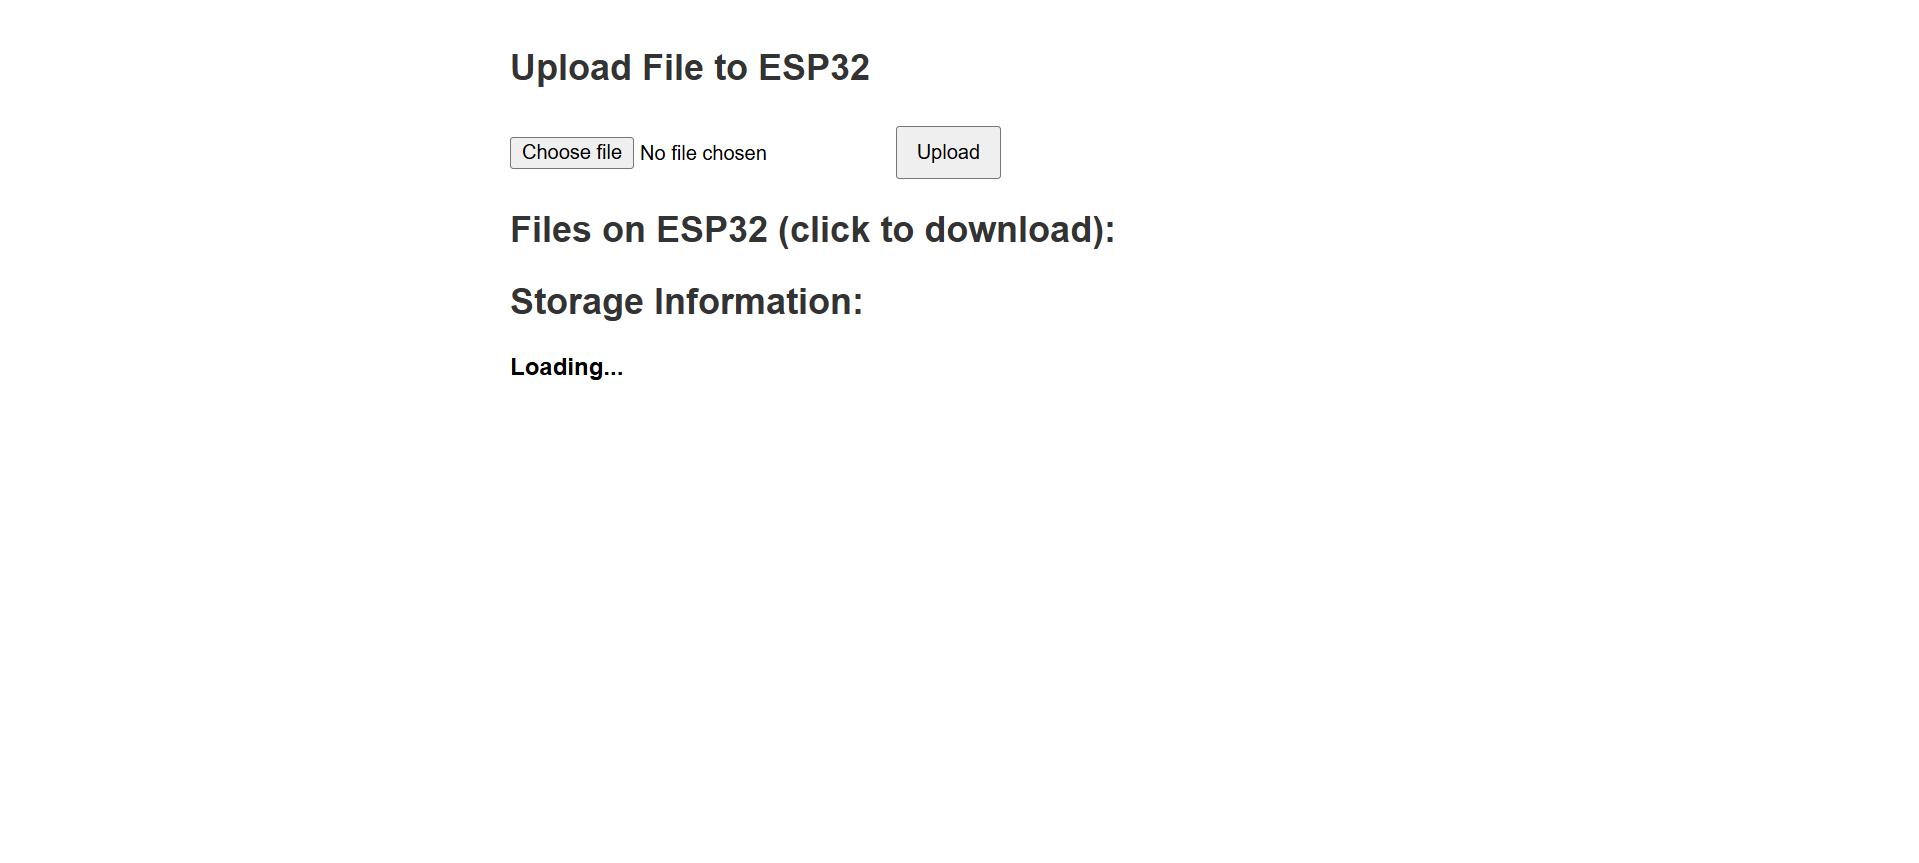 Upload File to ESP32
Choose file No file chosen Upload
Files on ESP32 (click to download):
Storage Information:
Loading...